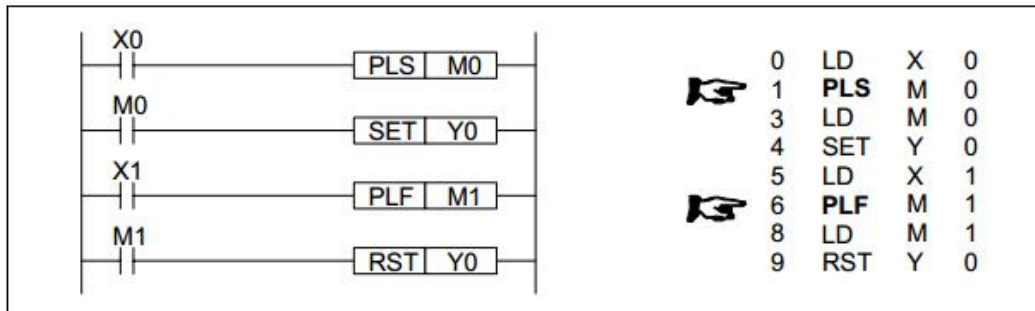 X0
PLS M0
M0
SET Y0
X1
PLF M1
M1
RST Y0
0 LD X 0
1 PLS M 0
3 LD M 0
4 SET Y 0
5 LD X 1
6 PLF M 1
8 LD M 1
9 RST Y 0